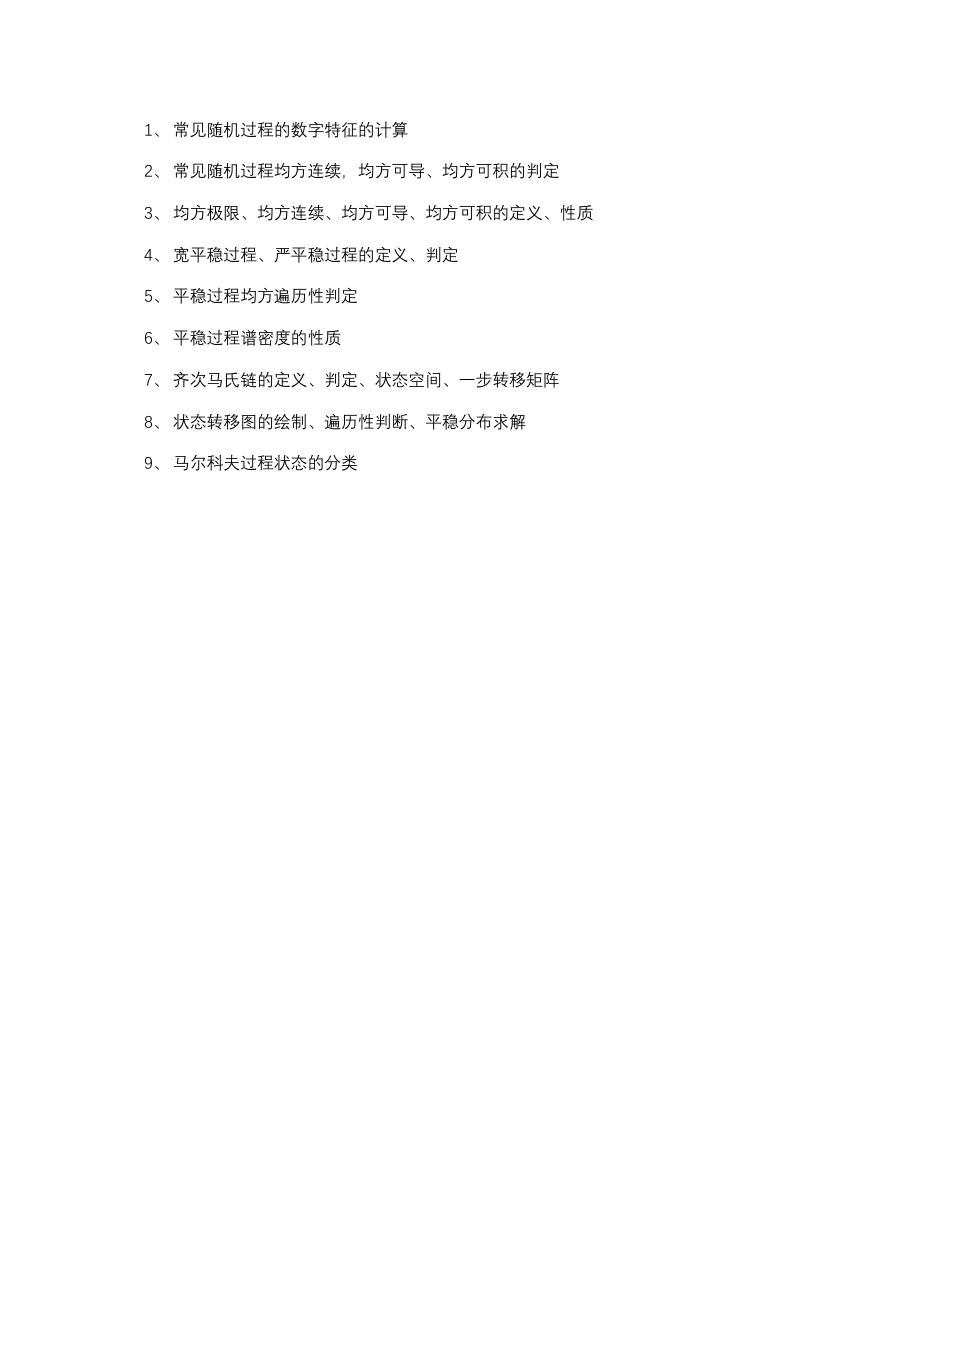 1、 常见随机过程的数字特征的计算
2、 常见随机过程均方连续，均方可导、均方可积的判定
3、 均方极限、均方连续、均方可导、均方可积的定义、性质
4、 宽平稳过程、严平稳过程的定义、判定
5、 平稳过程均方遍历性判定
6、 平稳过程谱密度的性质
7、 齐次马氏链的定义、判定、状态空间、一步转移矩阵
8、 状态转移图的绘制、遍历性判断、平稳分布求解
9、 马尔科夫过程状态的分类